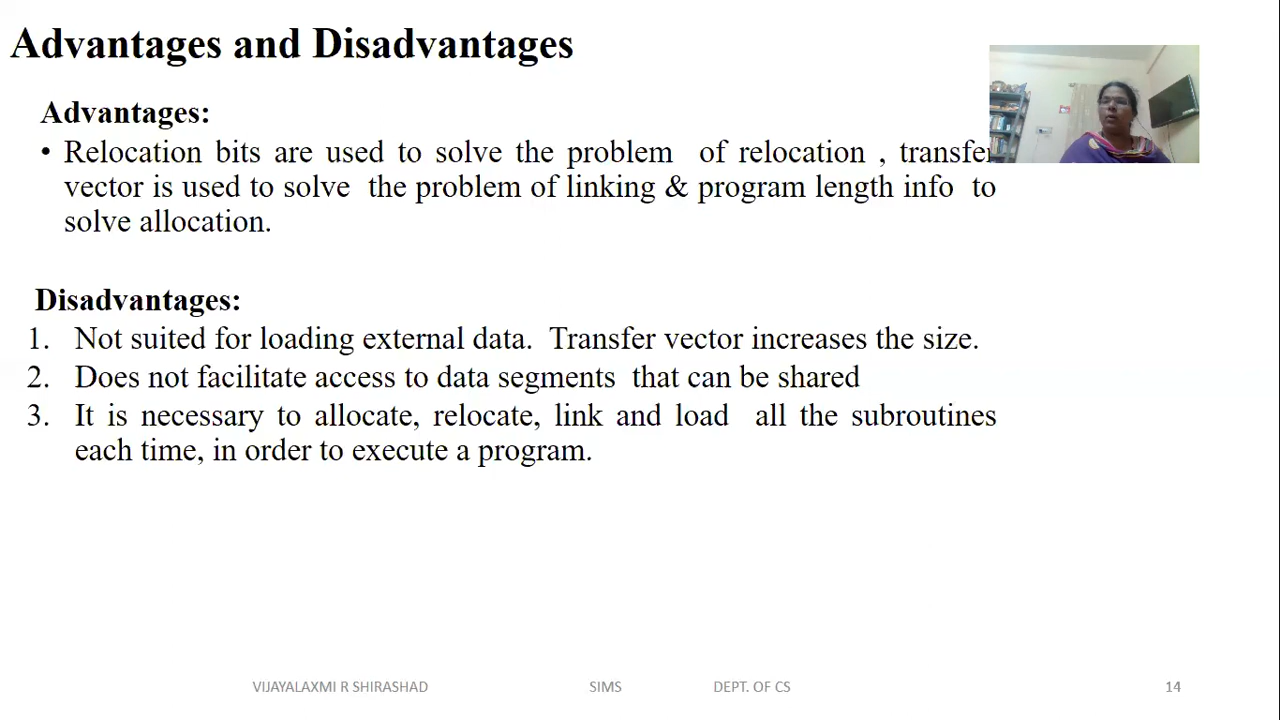 Advantages and Disadvantages
Advantages:
• Relocation bits are used to solve the problem of relocation , transfer
vector is used to solve the problem of linking & program length info to
solve allocation.
Disadvantages:
1. Not suited for loading external data. Transfer vector increases the size.
2. Does not facilitate access to data segments that can be shared
3. It is necessary to allocate, relocate, link and load all the subroutines
each time, in order to execute a program.
VIJAYALAXMI R SHIRASHAD SIMS DEPT. OF CS 14